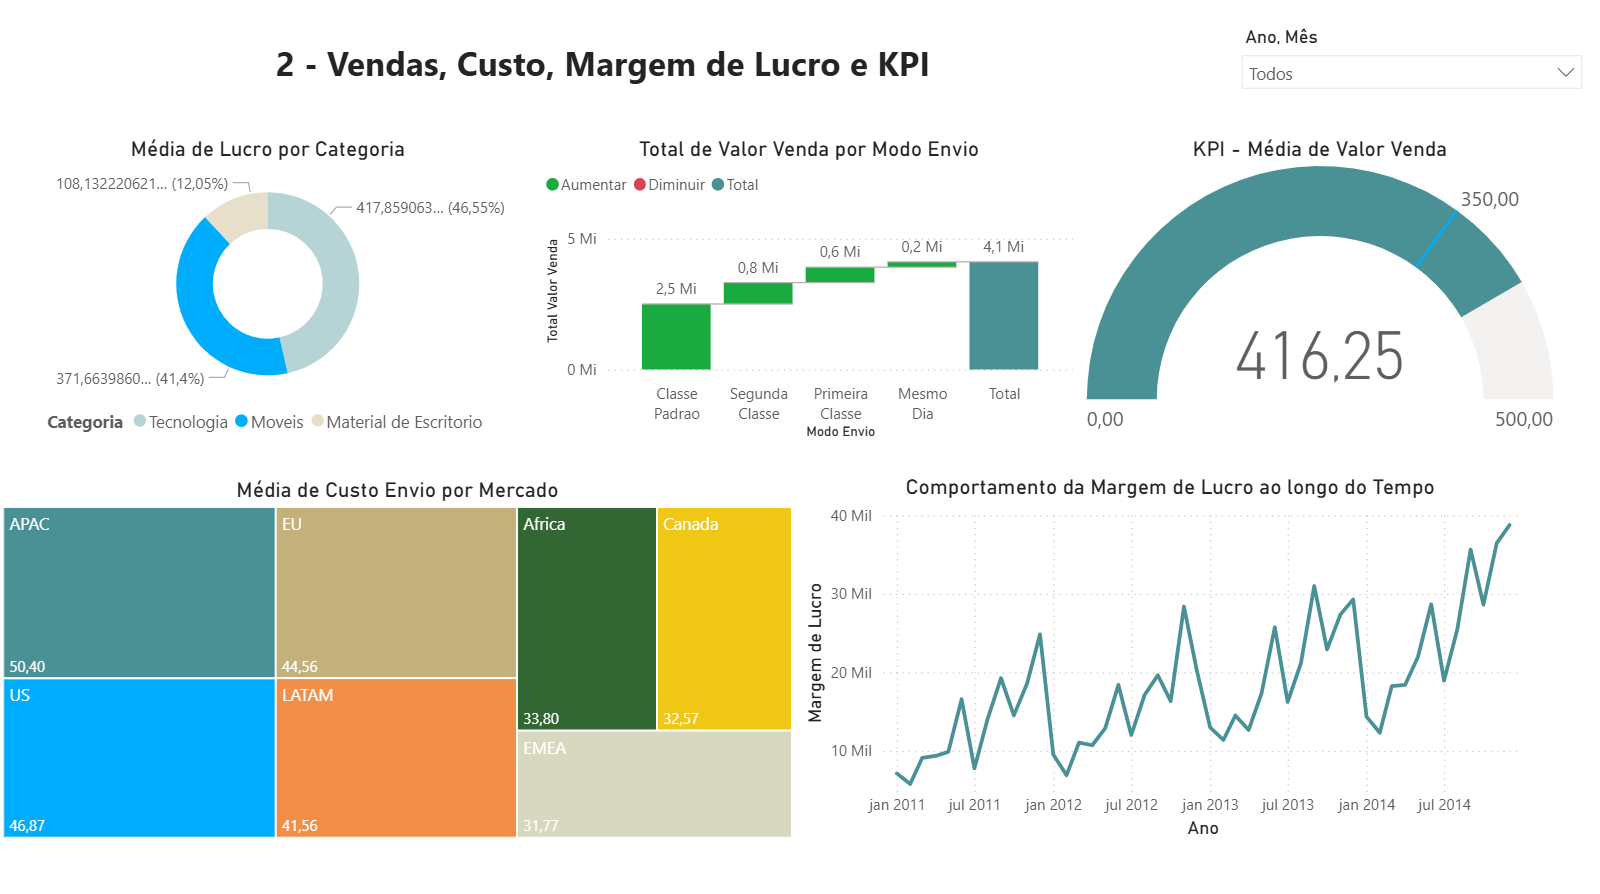 2 - Vendas, Custo, Margem de Lucro e KPI
Ano, Mês
Todos
Média de Lucro por Categoria
108,132220621... (12,05%)
417,859063... (46,55%)
371,6639860... (41,4%)
Categoria Tecnologia Moveis Material de Escritorio
Total de Valor Venda por Modo Envio
Aumentar Diminuir Total
Total Valor Venda
5 Mi
0 Mi
2,5 Mi
0,8 Mi
0,6 Mi
0,2 Mi
4,1 Mi
Classe
Padrao
Segunda
Classe
Primeira
Classe
Mesmo
Dia
Total
Modo Envio
KPI - Média de Valor Venda
350,00
416,25
0,00
500,00
Média de Custo Envio por Mercado
APAC
50,40
EU
44,56
Africa
33,80
Canada
32,57
US
46,87
LATAM
41,56
EMEA
31,77
Comportamento da Margem de Lucro ao longo do Tempo
Margem de Lucro
40 Mil
30 Mil
20 Mil
10 Mil
jan 2011
jul 2011
jan 2012
jul 2012
jan 2013
jul 2013
jan 2014
jul 2014
Ano